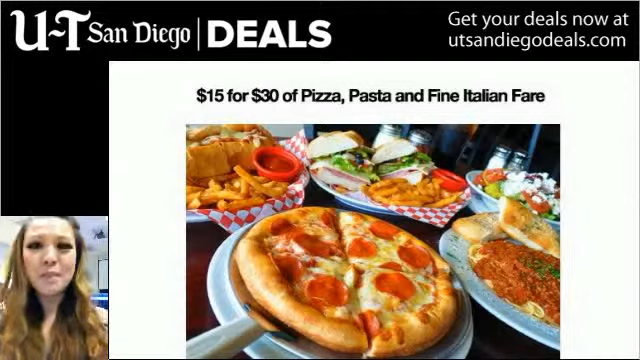 U-T San Diego | DEALS
Get your deals now at
utsandiegodeals.com
$15 for $30 of Pizza, Pasta and Fine Italian Fare